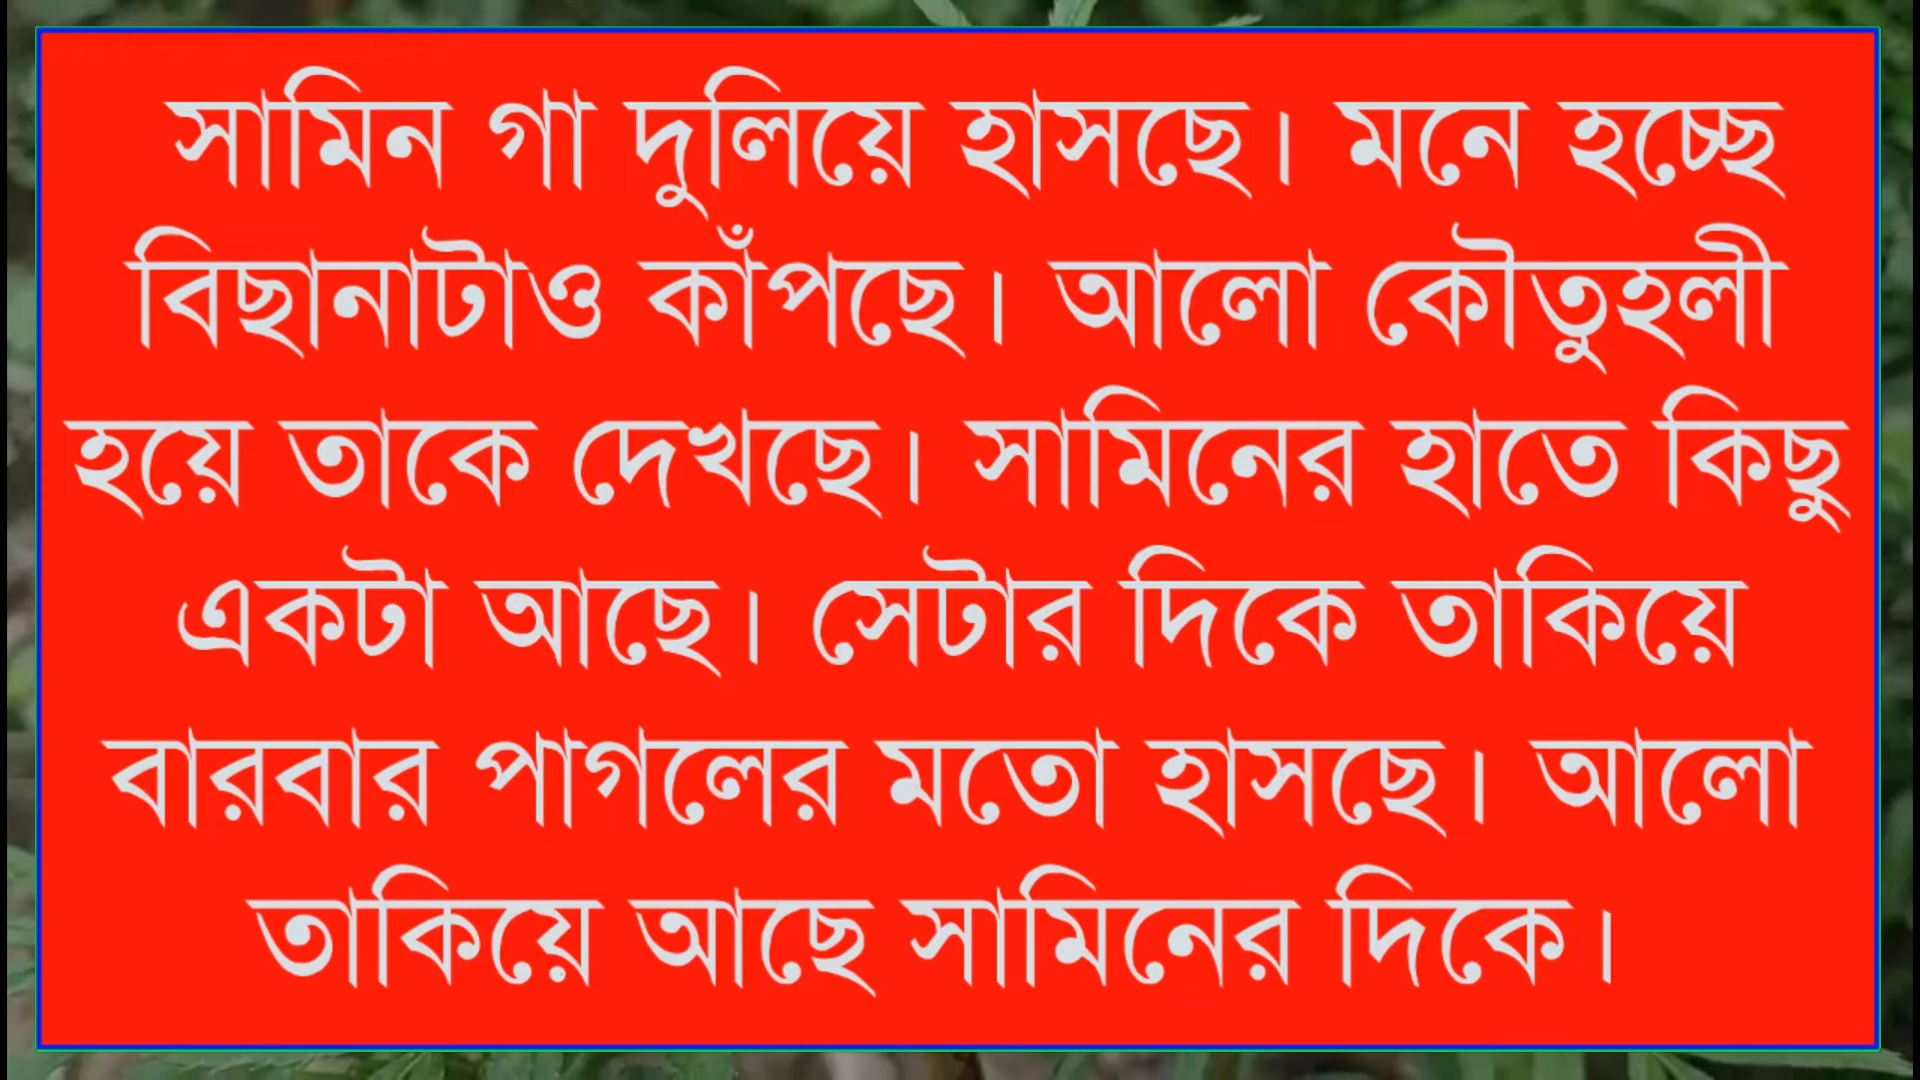 সামিন গা দুলিয়ে হাসছে। মনে হচ্ছে
বিছানাটাও কাঁপছে। আলো কৌতুহলী
হয়ে তাকে দেখছে। সামিনের হাতে কিছু
একটা আছে। সেটার দিকে তাকিয়ে
বারবার পাগলের মতো হাসছে। আলো
তাকিয়ে আছে সামিনের দিকে।